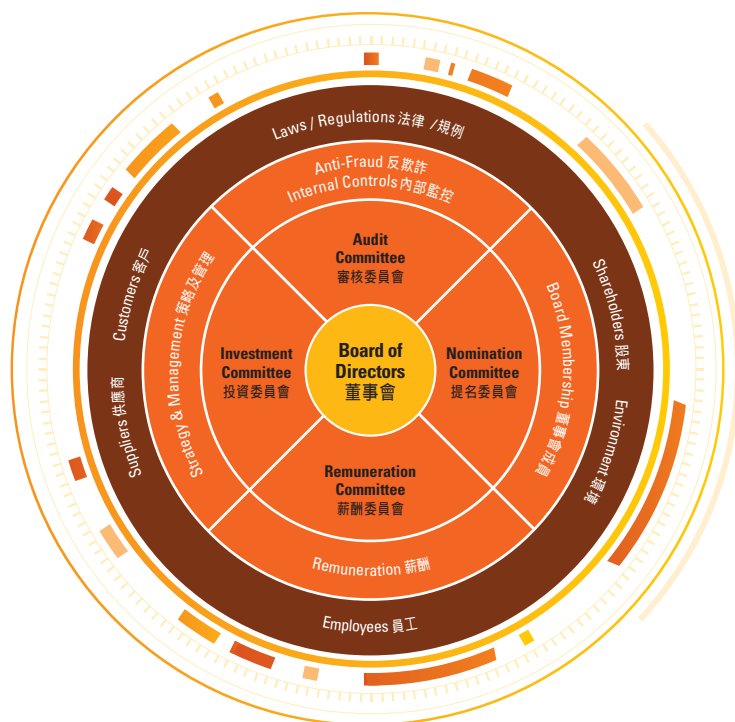 Laws / Regulations 法律 /規例
Anti-Fraud 反欺詐
Internal Controls 內部監控
Audit
Committee
審核委員會
Customers 客戶
Suppliers 供應商
Strategy & Management 策略及管理
Investment
Committee
投資委員會
Board of
Directors
董事會
Nomination
Committee
提名委員會
Board Membership 董事會成員
Shareholders 股東
Environment 環境
Remuneration
Committee
薪酬委員會
Remuneration 薪酬
Employees 員工